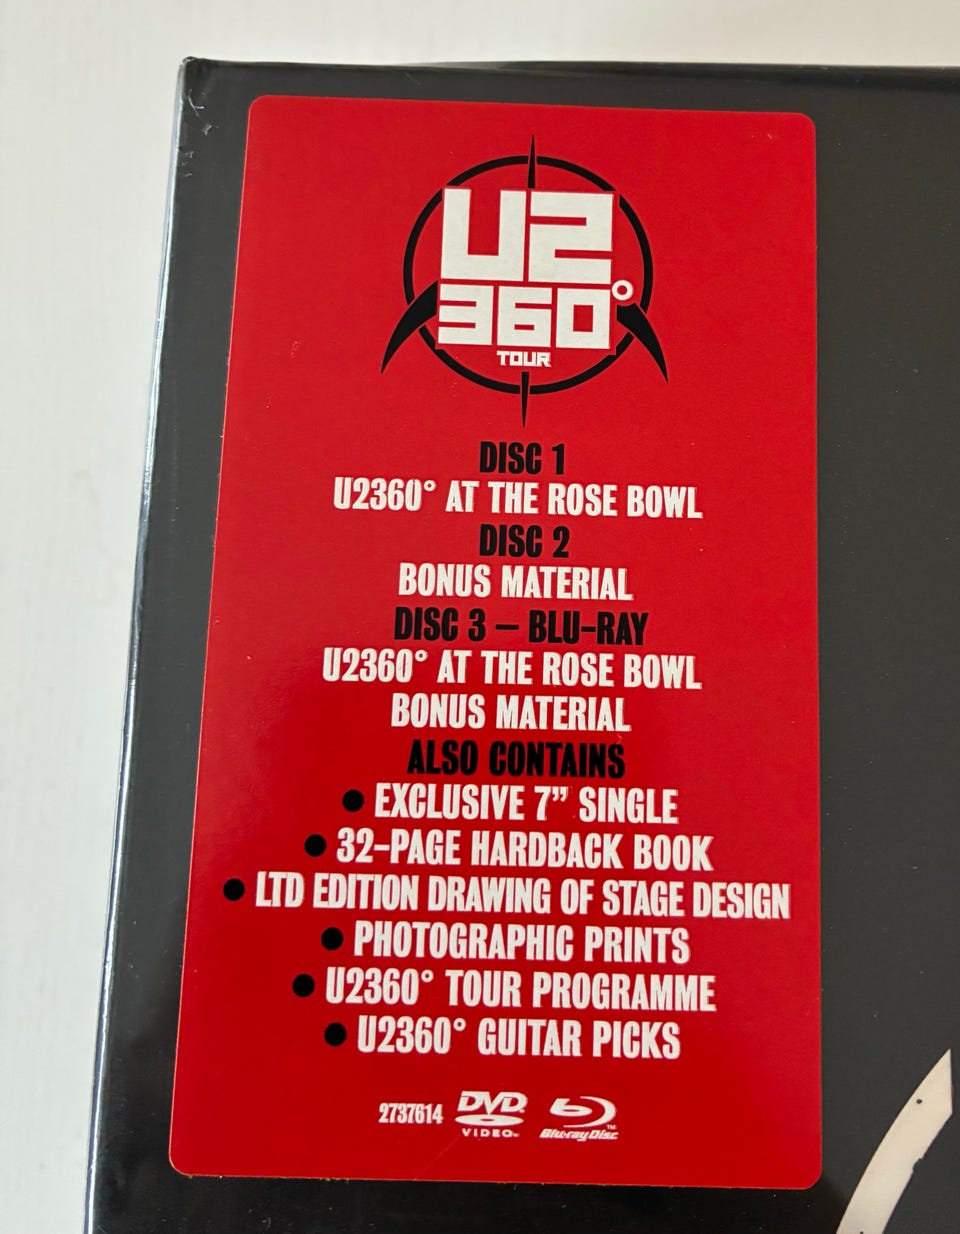 U2
360°
TOUR
DISC 1
U2360° AT THE ROSE BOWL
DISC 2
BONUS MATERIAL
DISC 3 – BLU-RAY
U2360° AT THE ROSE BOWL
BONUS MATERIAL
ALSO CONTAINS
● EXCLUSIVE 7” SINGLE
● 32-PAGE HARDBACK BOOK
● LTD EDITION DRAWING OF STAGE DESIGN
● PHOTOGRAPHIC PRINTS
● U2360° TOUR PROGRAMME
● U2360° GUITAR PICKS
2737614 DVD VIDEO™ Blu-ray Disc™